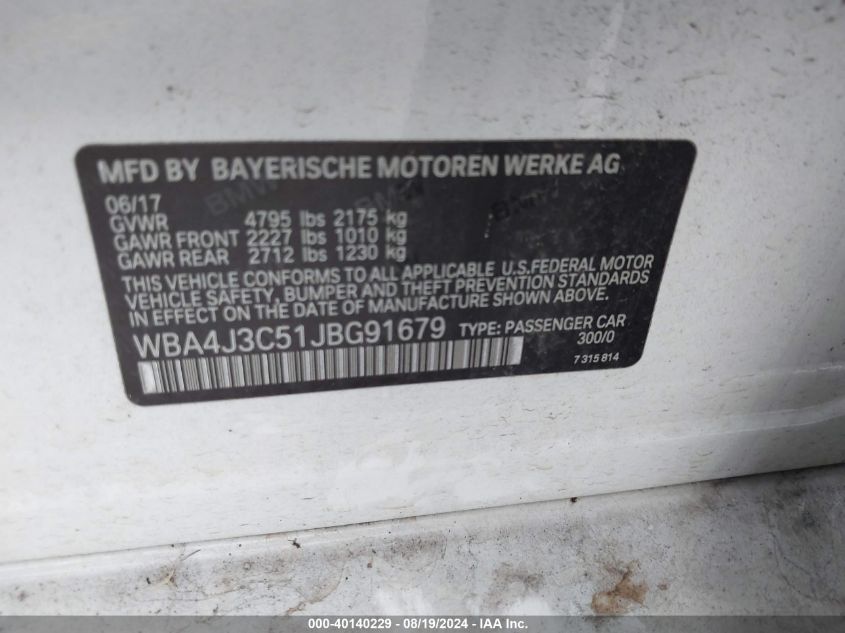 MFD BY BAYERISCHE MOTOREN WERKE AG
06/17
GVWR 4795 lbs 2175 kg
GAWR FRONT 2227 lbs 1010 kg
GAWR REAR 2712 lbs 1230 kg
THIS VEHICLE CONFORMS TO ALL APPLICABLE U.S.FEDERAL MOTOR
VEHICLE SAFETY, BUMPER AND THEFT PREVENTION STANDARDS
IN EFFECT ON DATE OF MANUFACTURE SHOWN ABOVE.
WBA4J3C51JBG91679 TYPE: PASSENGER CAR
300/0
7 315 814
BMW BMW BMW
000-40140229 - 08/19/2024 - IAA Inc.